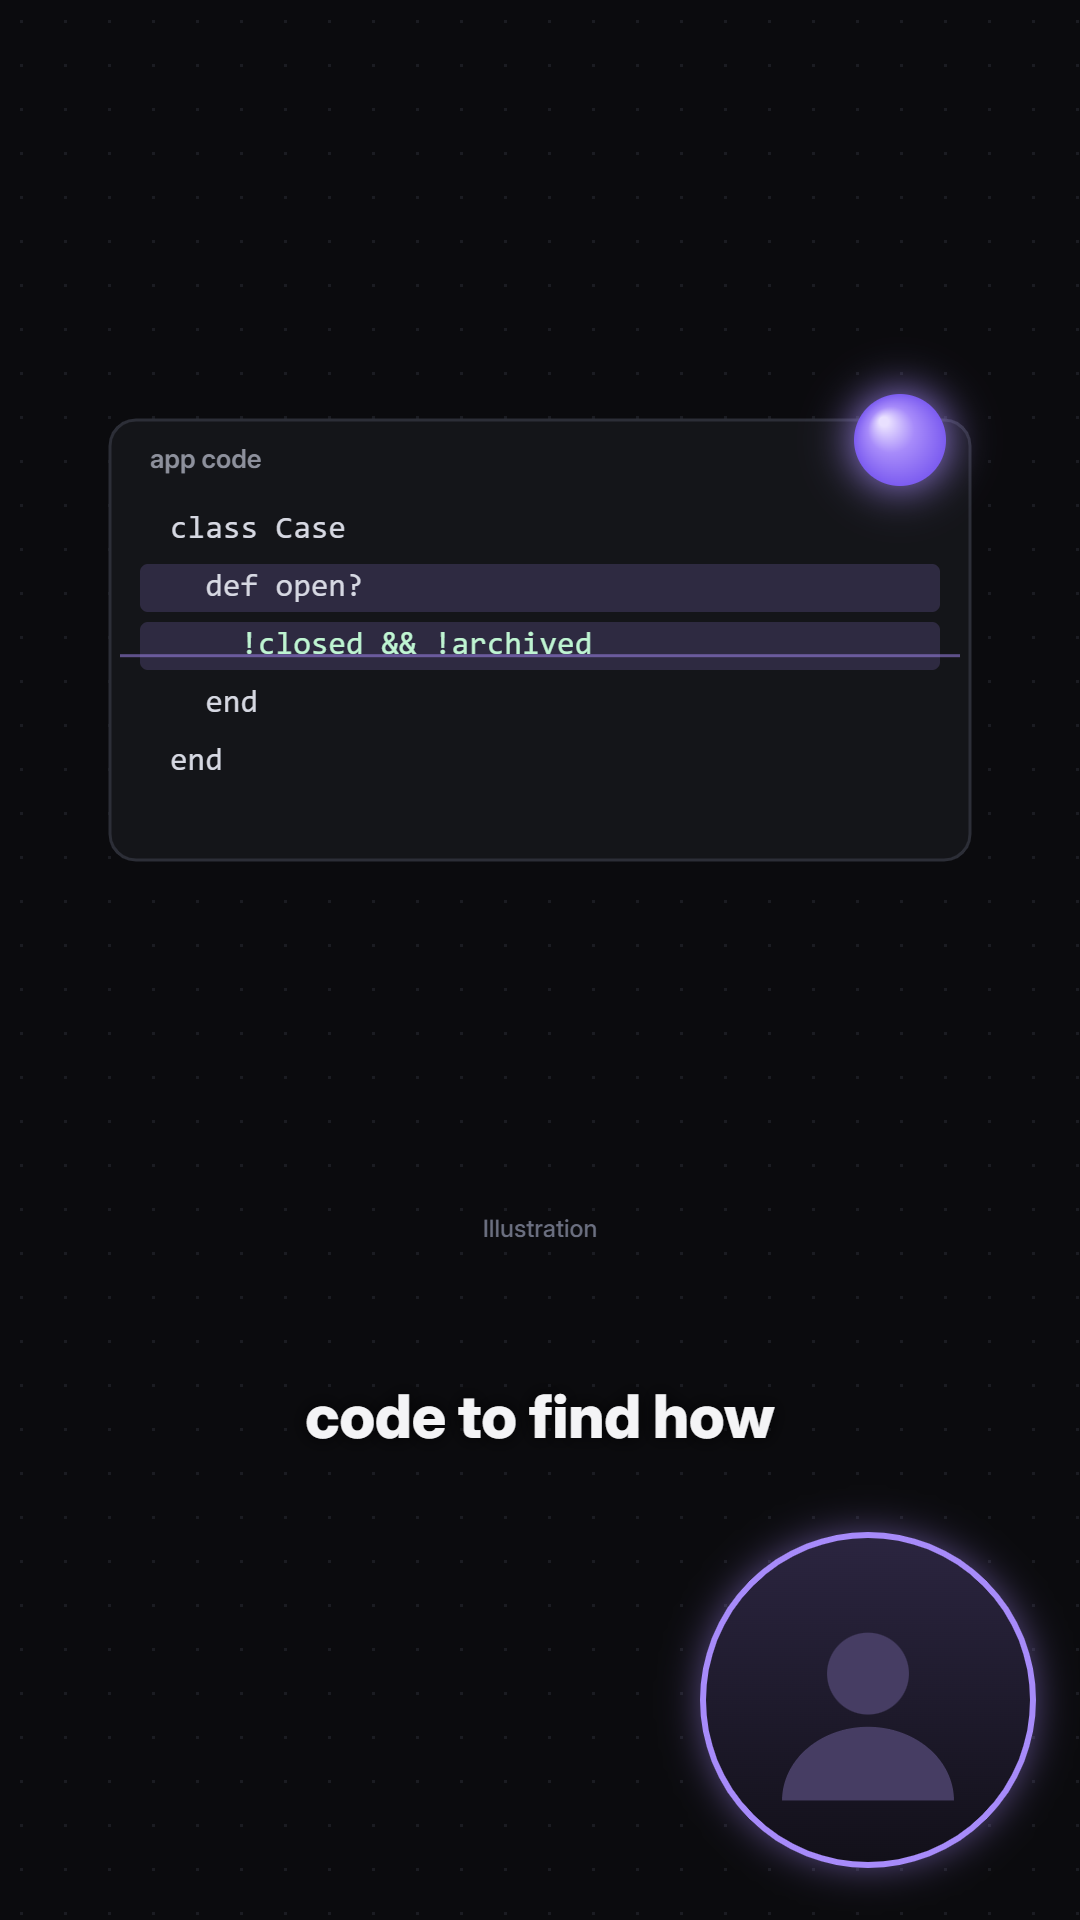 app code
class Case
  def open?
    !closed && !archived
  end
end
Illustration
code to find how